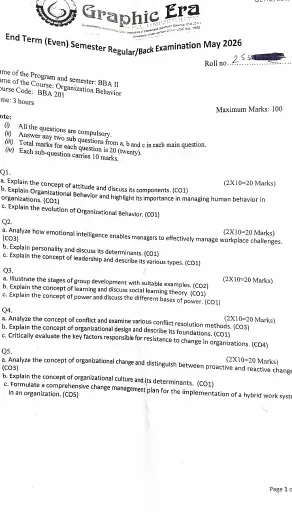 Graphic Era
End Term (Even) Semester Regular/Back Examination May 2026
Roll no
me of the Program and semester: BBA II
me of the Course: Organization Behavior
ourse Code: BBA 201
me: 3 hours
Maximum Marks: 100
ote:
(i) All the questions are compulsory.
(ii) Answer any two sub questions from a, b and c in each main question.
(iii) Total marks for each question is 20 (twenty).
(iv) Each sub-question carries 10 marks.
Q1.
(2X10=20 Marks)
a. Explain the concept of attitude and discuss its components. (CO1)
b. Explain Organizational Behavior and highlight its importance in managing human behavior in
organizations. (CO1)
c. Explain the evolution of Organizational Behavior. (CO1)
Q2.
(2X10=20 Marks)
a. Analyze how emotional intelligence enables managers to effectively manage workplace challenges.
(CO3)
b. Explain personality and discuss its determinants. (CO1)
c. Explain the concept of leadership and describe its various types. (CO1)
Q3.
(2X10=20 Marks)
a. Illustrate the stages of group development with suitable examples. (CO2)
b. Explain the concept of learning and discuss social learning theory. (CO1)
c. Explain the concept of power and discuss the different bases of power. (CO1)
Q4.
(2X10=20 Marks)
a. Analyze the concept of conflict and examine various conflict resolution methods. (CO3)
b. Explain the concept of organizational design and describe its foundations. (CO1)
c. Critically evaluate the key factors responsible for resistance to change in organizations. (CO4)
Q5.
(2X10=20 Marks)
a. Analyze the concept of organizational change and distinguish between proactive and reactive change
(CO3)
b. Explain the concept of organizational culture and its determinants. (CO1)
c. Formulate a comprehensive change management plan for the implementation of a hybrid work syste
in an organization. (CO5)
Page 1 o